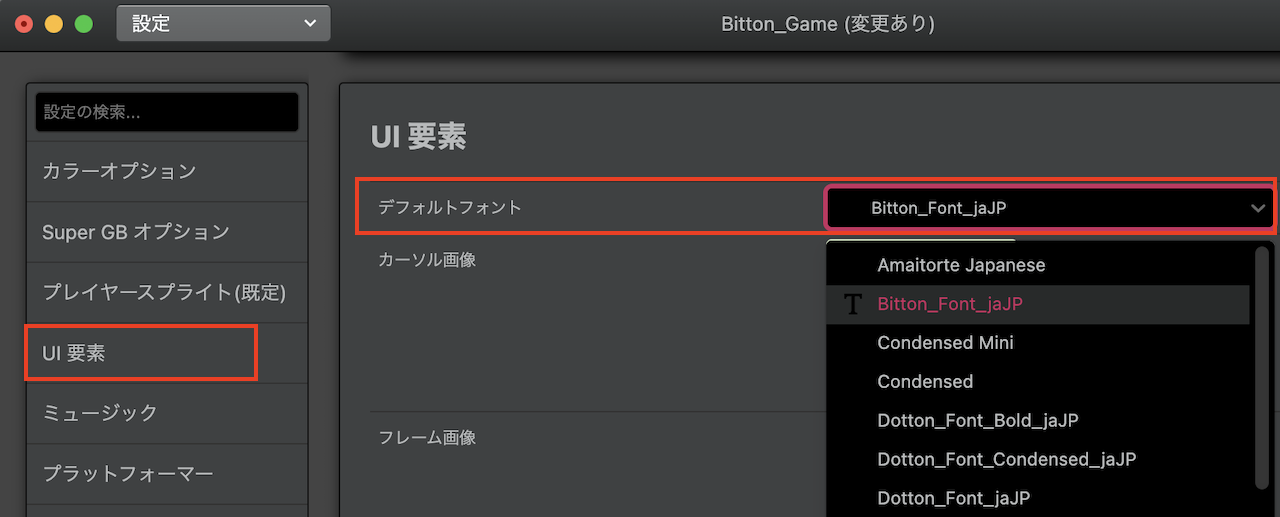 設定
Bitton_Game (変更あり)
設定の検索...
カラーオプション
Super GB オプション
プレイヤースプライト(既定)
UI 要素
ミュージック
プラットフォーマー
UI 要素
デフォルトフォント
Bitton_Font_jaJP
カーソル画像
フレーム画像
Amaitorte Japanese
T Bitton_Font_jaJP
Condensed Mini
Condensed
Dotton_Font_Bold_jaJP
Dotton_Font_Condensed_jaJP
Dotton_Font_jaJP